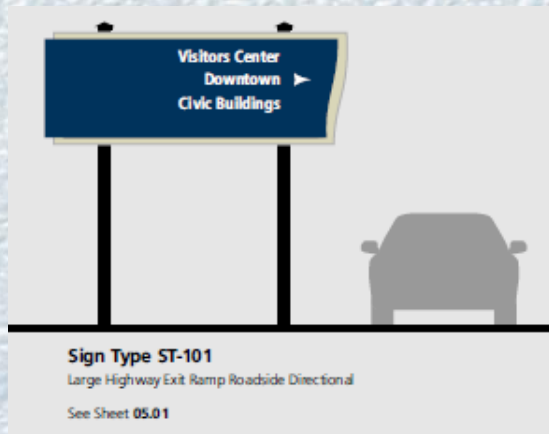 Visitors Center
Downtown
Civic Buildings
Sign Type ST-101
Large Highway Exit Ramp Roadside Directional
See Sheet 05.01